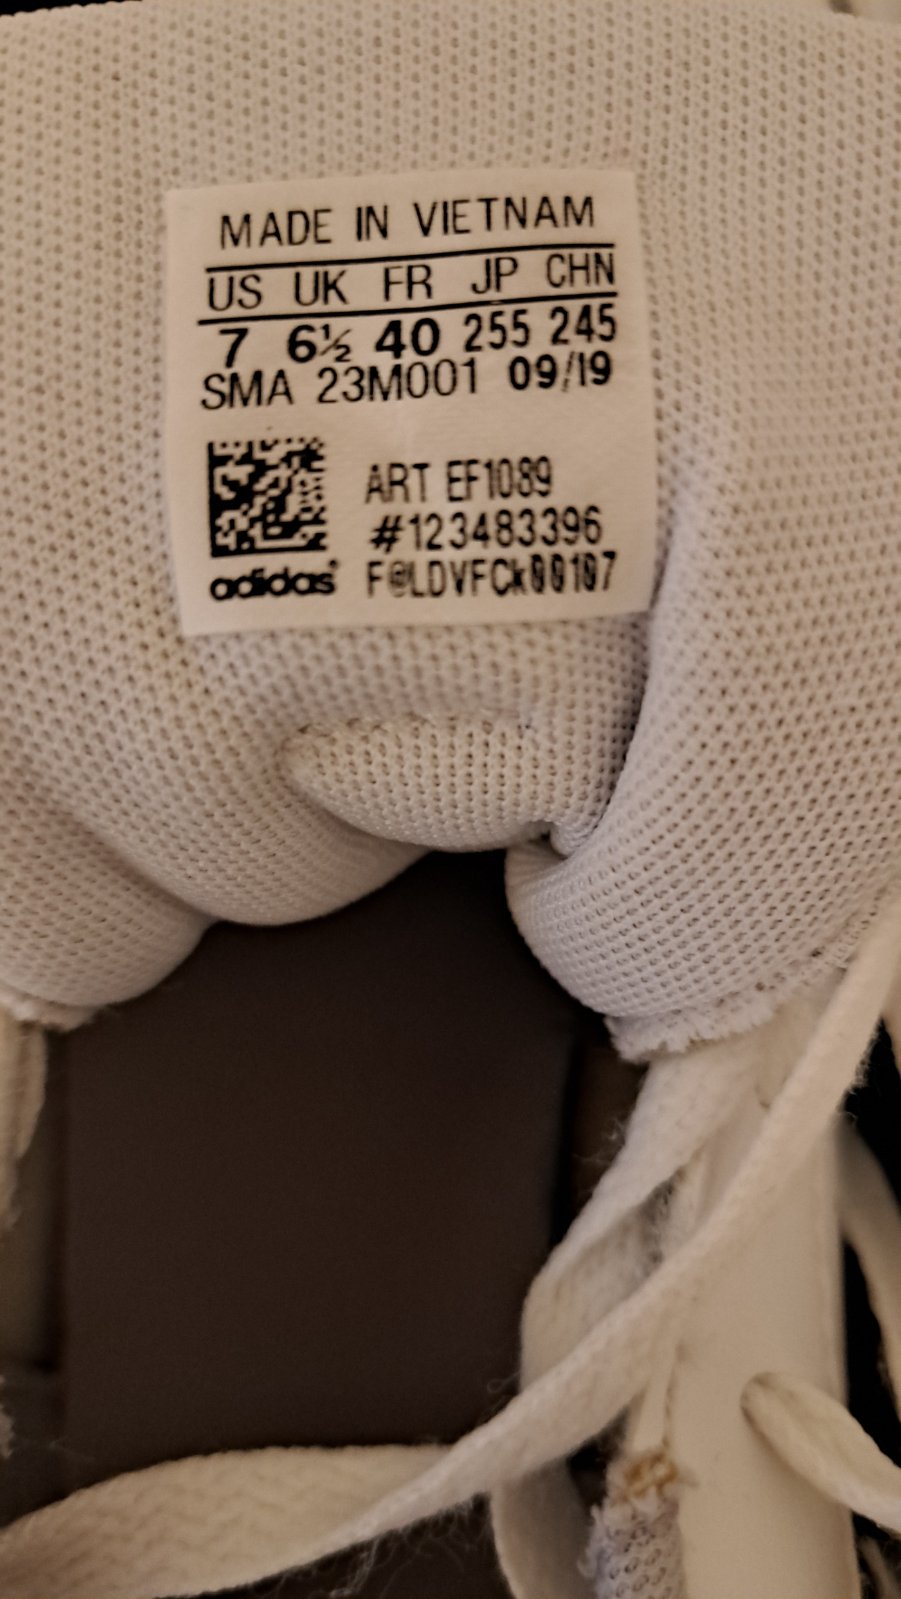 MADE IN VIETNAM
US UK FR JP CHN
7 6½ 40 255 245
SMA 23M001 09/19
ART EF1089
#123483396
adidas F@LDVFCk00107